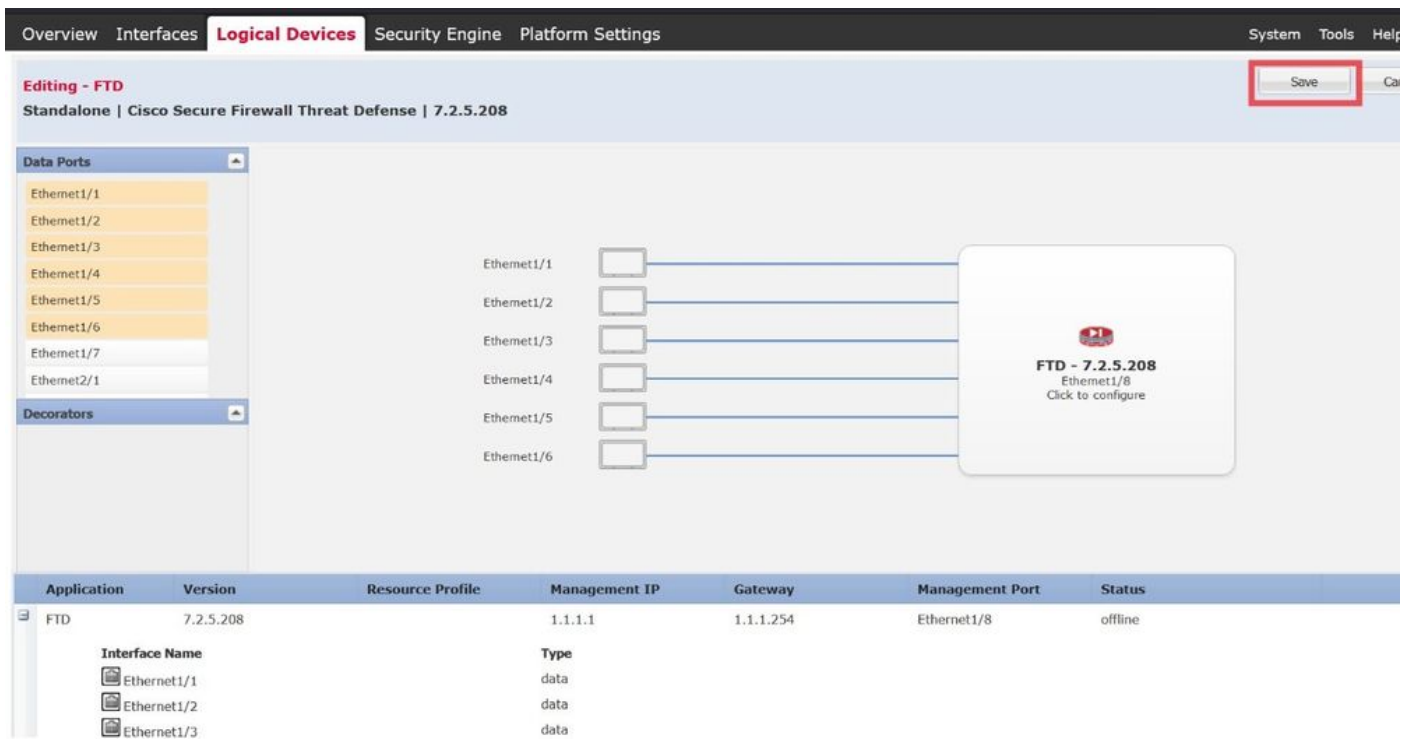 Overview Interfaces Logical Devices Security Engine Platform Settings System Tools Help
Editing - FTD
Save
Standalone | Cisco Secure Firewall Threat Defense | 7.2.5.208
Data Ports
Ethernet1/1
Ethernet1/2
Ethernet1/3
Ethernet1/4
Ethernet1/5
Ethernet1/6
Ethernet1/7
Ethernet2/1
Decorators
Ethernet1/1
Ethernet1/2
Ethernet1/3
Ethernet1/4
Ethernet1/5
Ethernet1/6
FTD - 7.2.5.208
Ethernet1/8
Click to configure
Application Version Resource Profile Management IP Gateway Management Port Status
FTD 7.2.5.208 1.1.1.1 1.1.1.254 Ethernet1/8 offline
Interface Name Type
Ethernet1/1 data
Ethernet1/2 data
Ethernet1/3 data